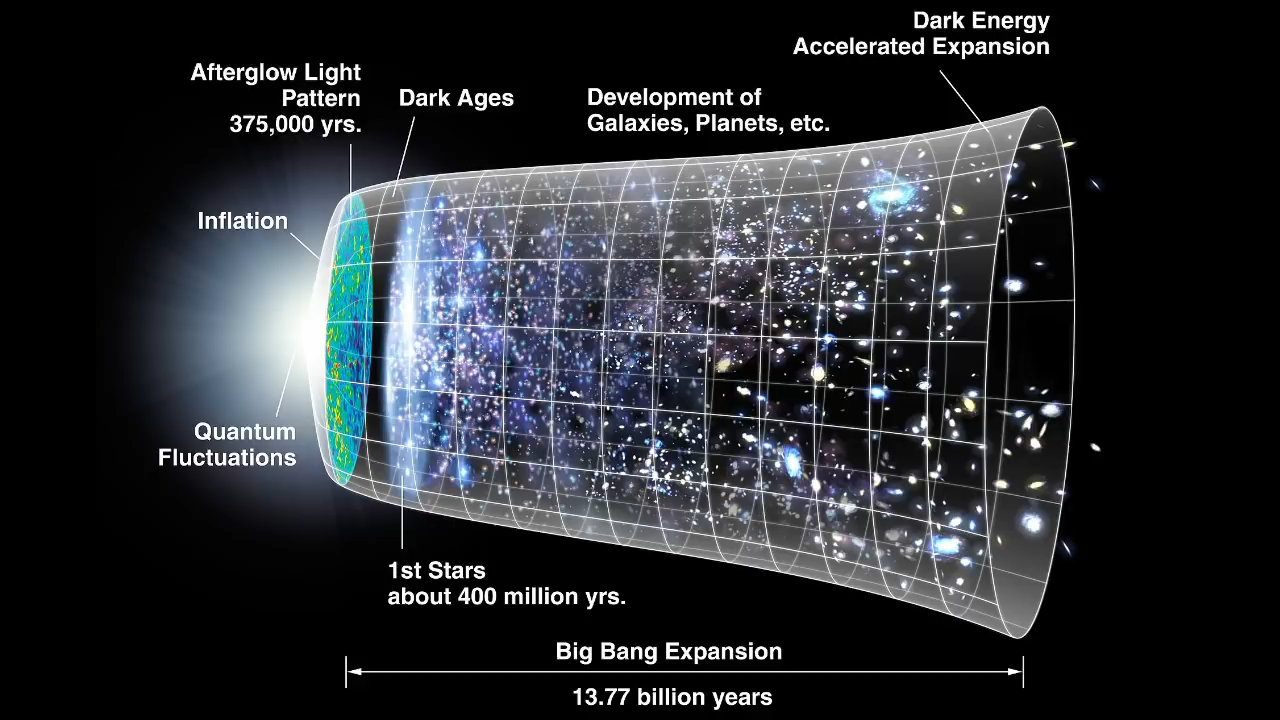 Dark Energy
Accelerated Expansion
Afterglow Light
Pattern
375,000 yrs.
Dark Ages
Development of
Galaxies, Planets, etc.
Inflation
Quantum
Fluctuations
1st Stars
about 400 million yrs.
Big Bang Expansion
13.77 billion years